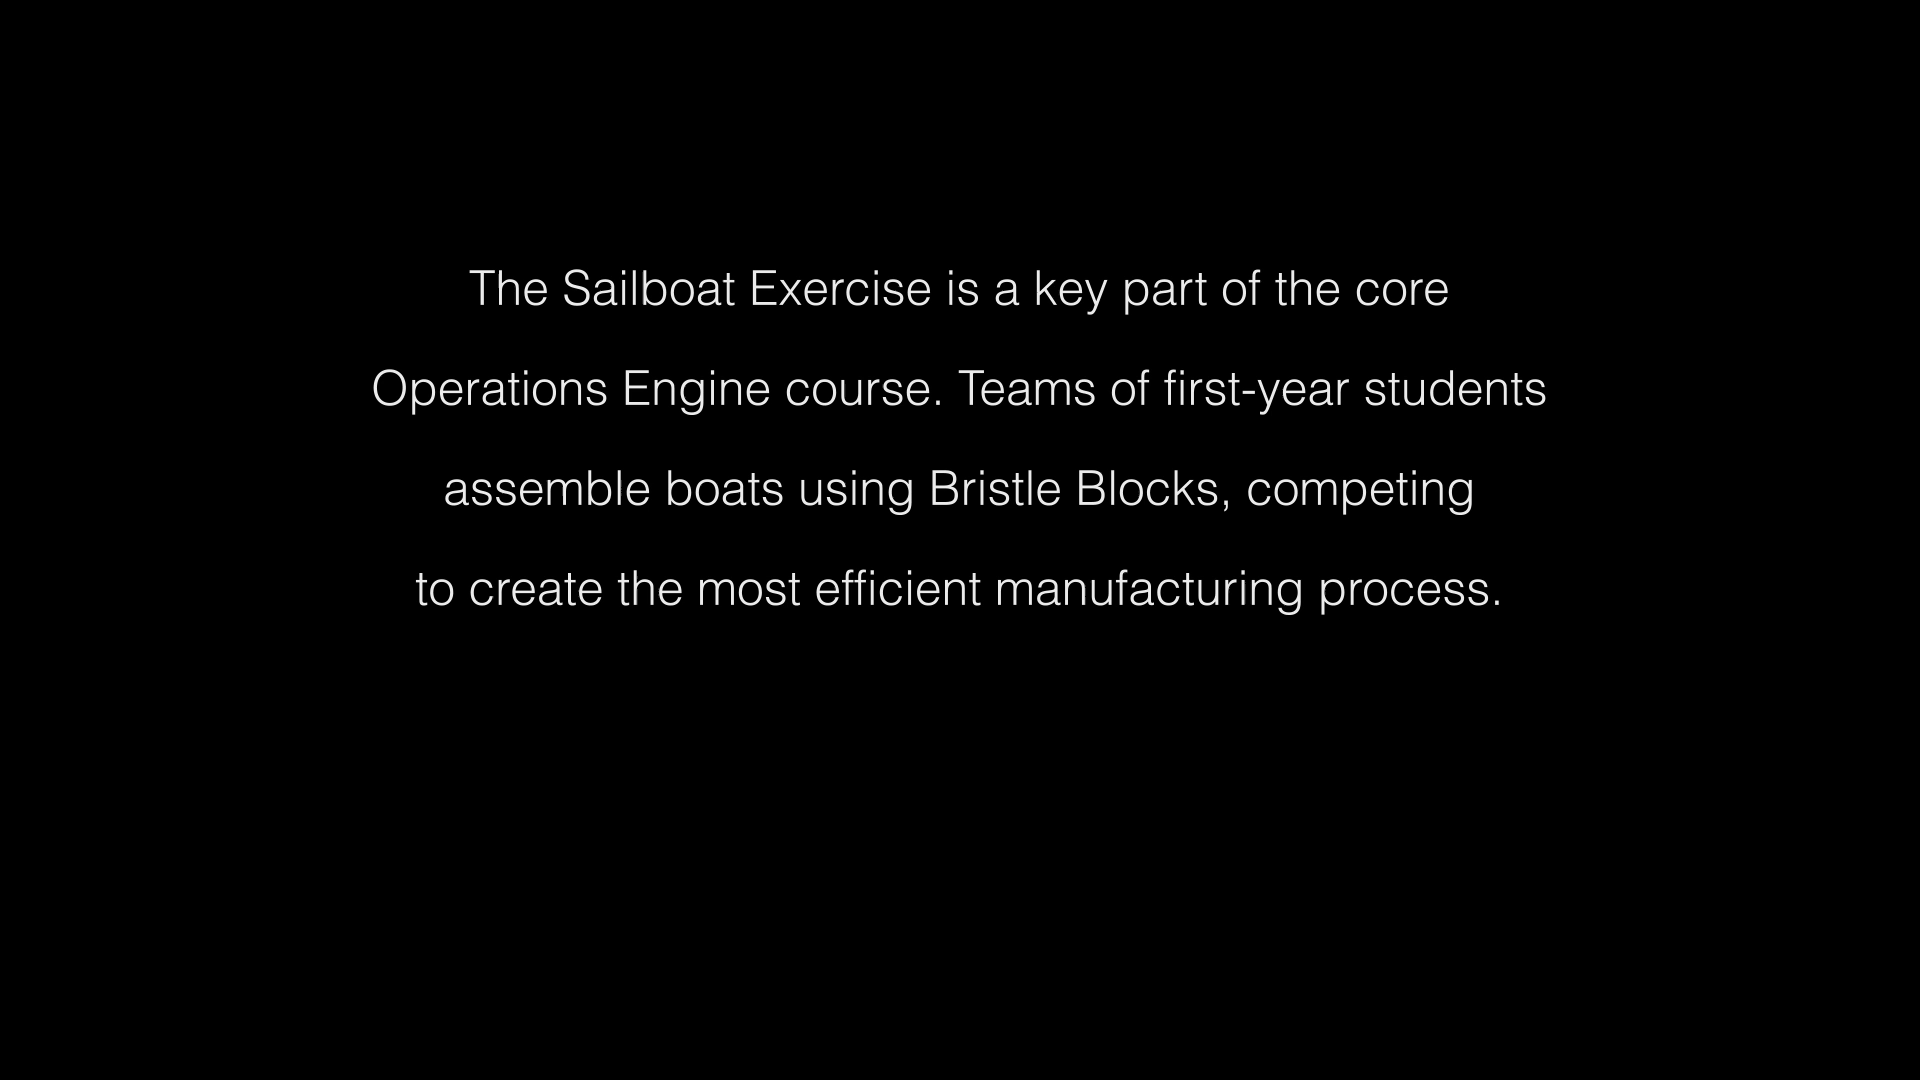 The Sailboat Exercise is a key part of the core
Operations Engine course. Teams of first-year students
assemble boats using Bristle Blocks, competing
to create the most efficient manufacturing process.